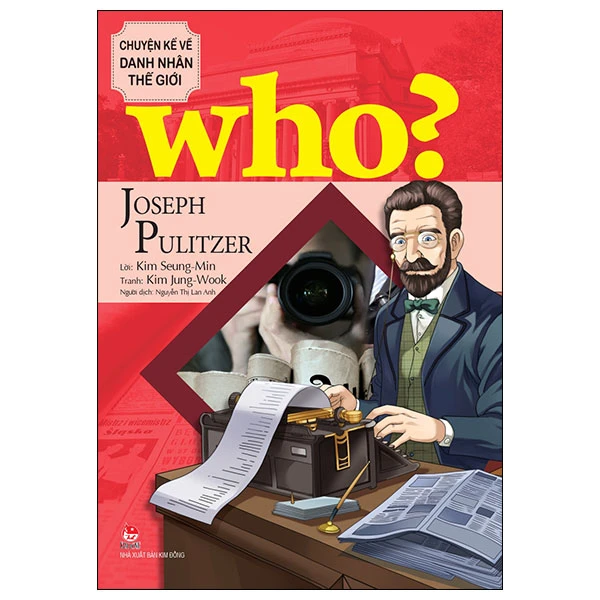 CHUYỆN KỂ VỀ
DANH NHÂN
THẾ GIỚI
who?
JOSEPH
PULITZER
Lời: Kim Seung-Min
Tranh: Kim Jung-Wook
Người dịch: Nguyễn Thị Lan Anh
NHÀ XUẤT BẢN KIM ĐỒNG